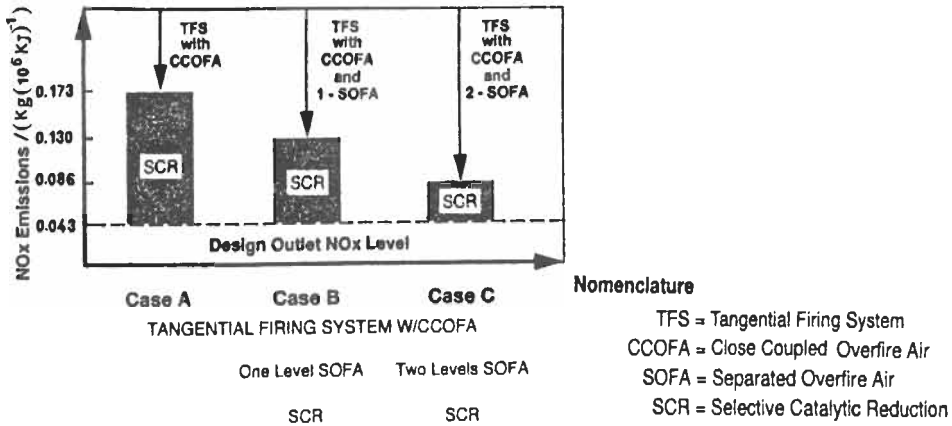 NOx Emissions /(Kg(10⁶KJ)⁻¹
0.173
0.130
0.086
0.043
TFS
with
CCOFA
TFS
with
CCOFA
and
1 - SOFA
TFS
with
CCOFA
and
2 - SOFA
SCR
SCR
SCR
Design Outlet NOx Level
Case A Case B Case C
TANGENTIAL FIRING SYSTEM W/CCOFA
One Level SOFA Two Levels SOFA
SCR SCR
Nomenclature
TFS = Tangential Firing System
CCOFA = Close Coupled Overfire Air
SOFA = Separated Overfire Air
SCR = Selective Catalytic Reduction